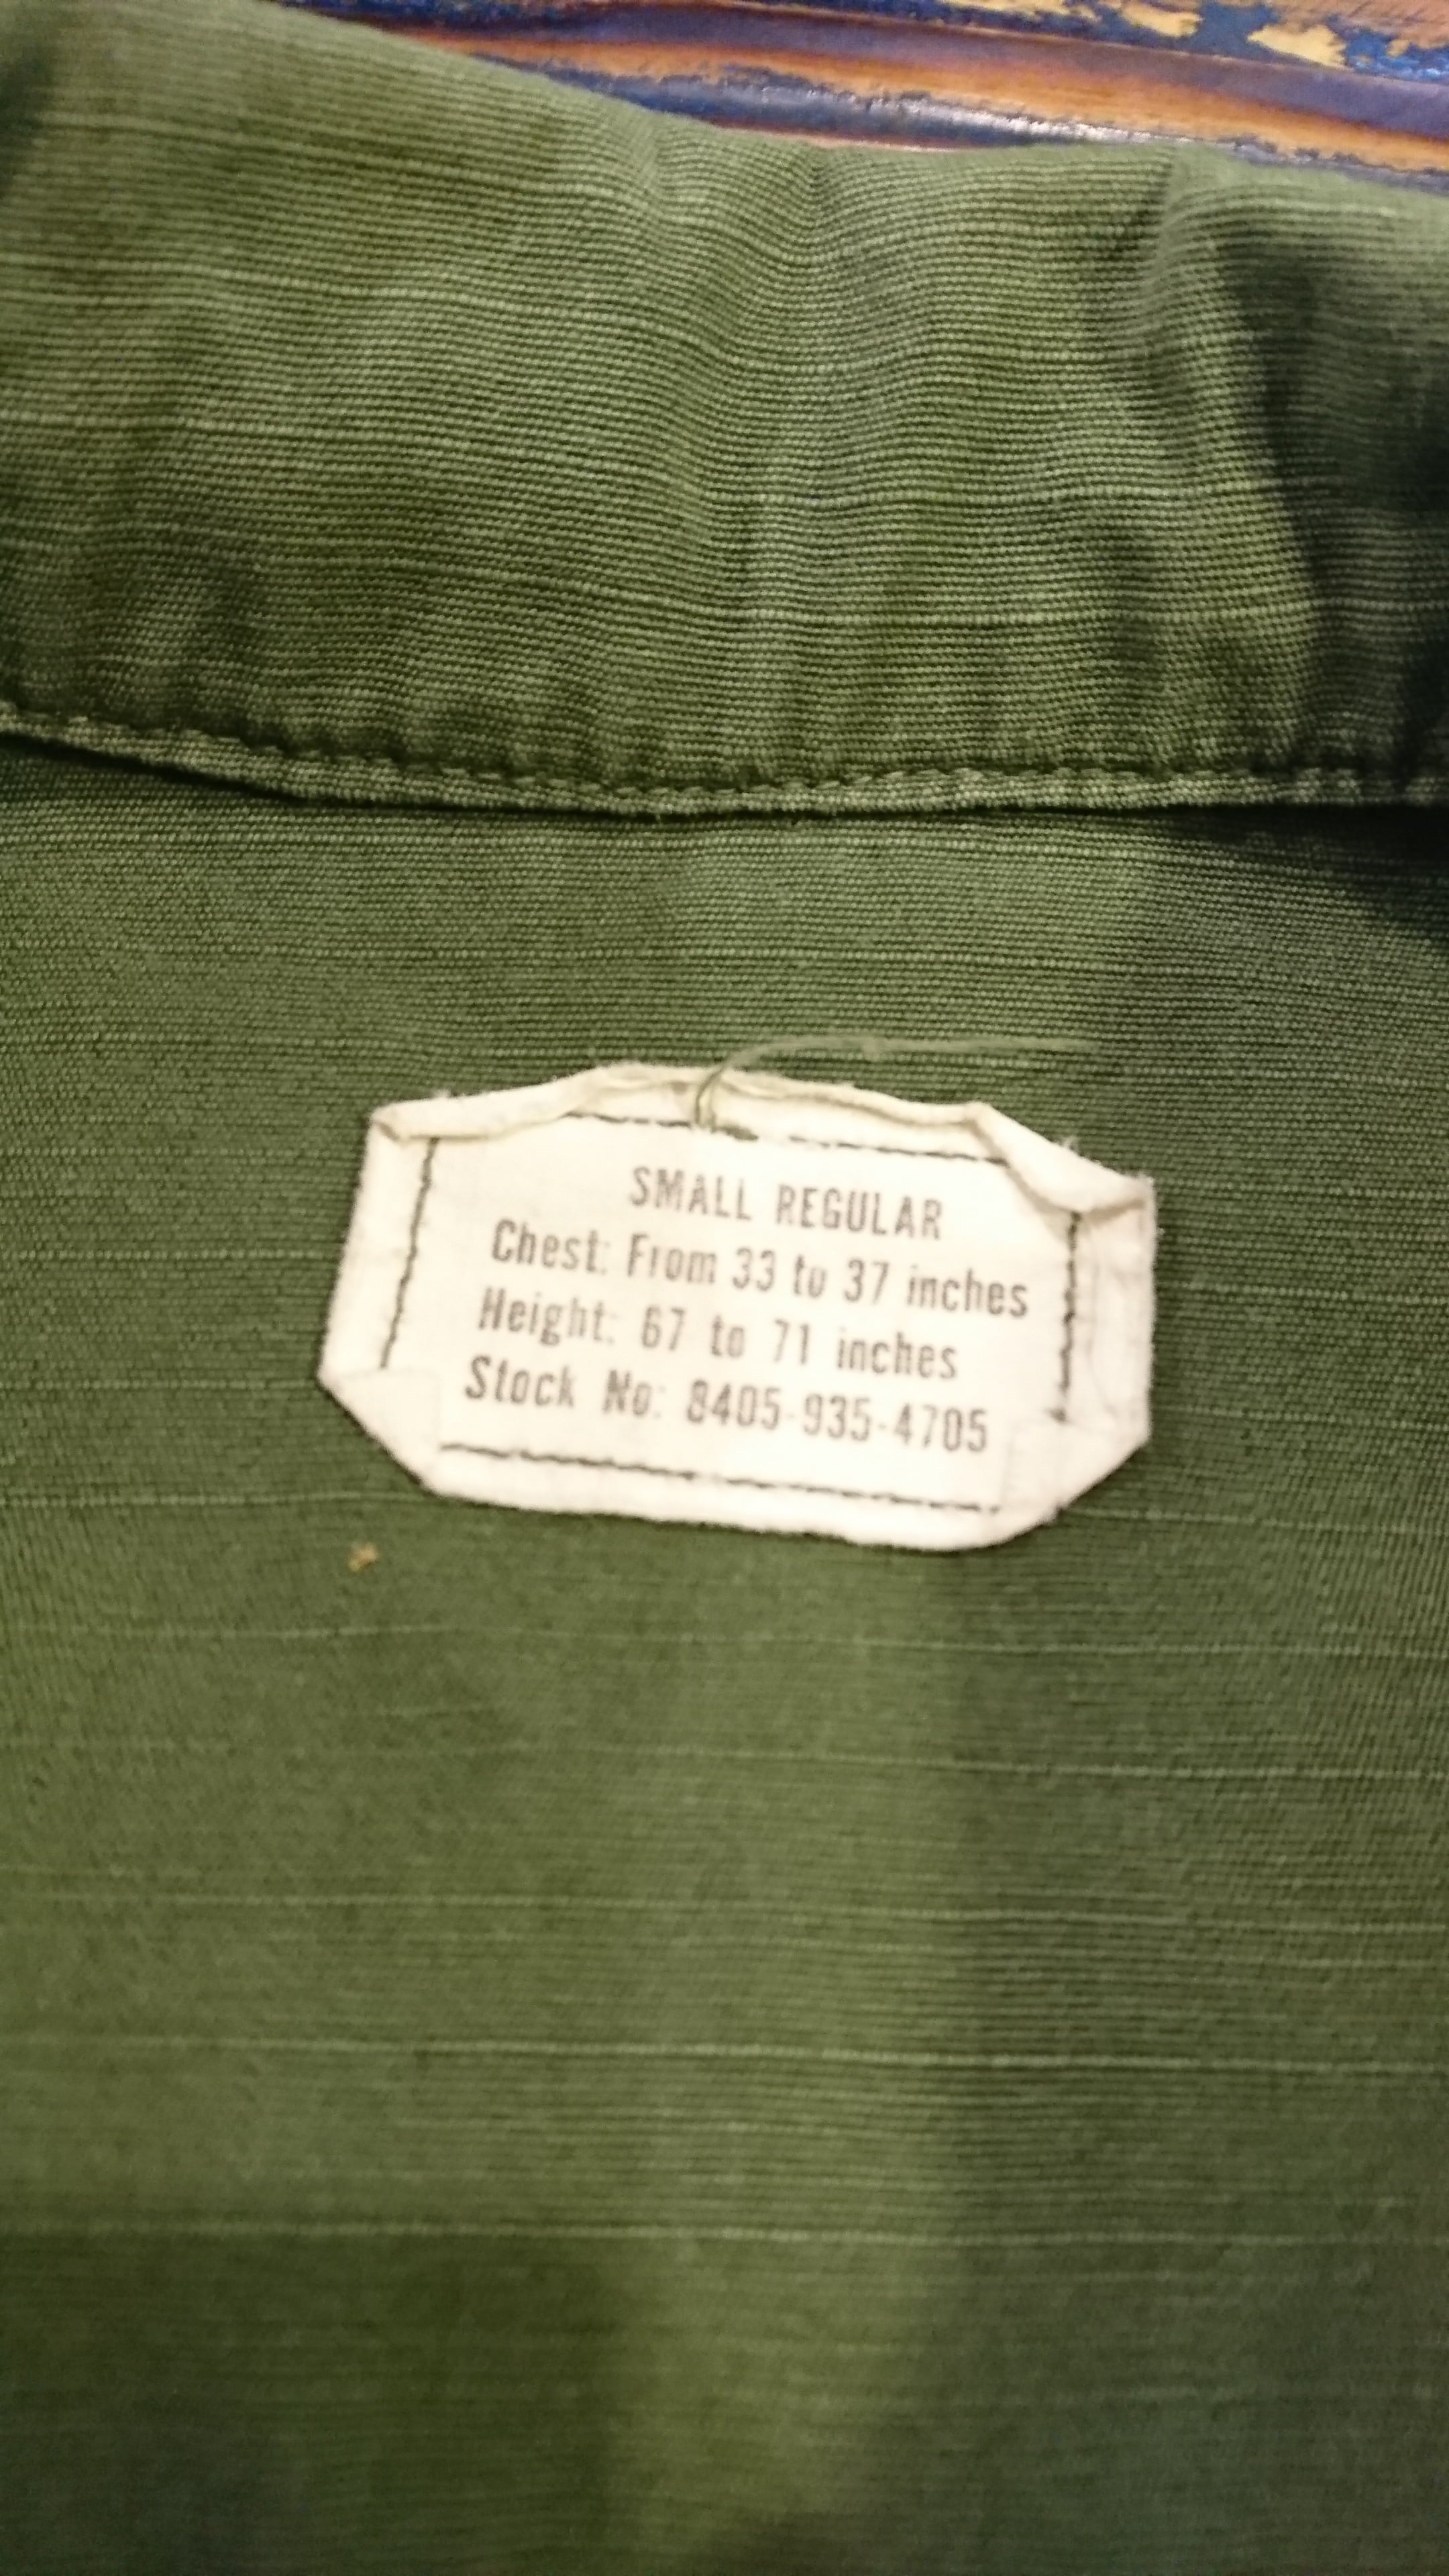 SMALL REGULAR
Chest: From 33 to 37 inches
Height: 67 to 71 inches
Stock No: 8405-935-4705